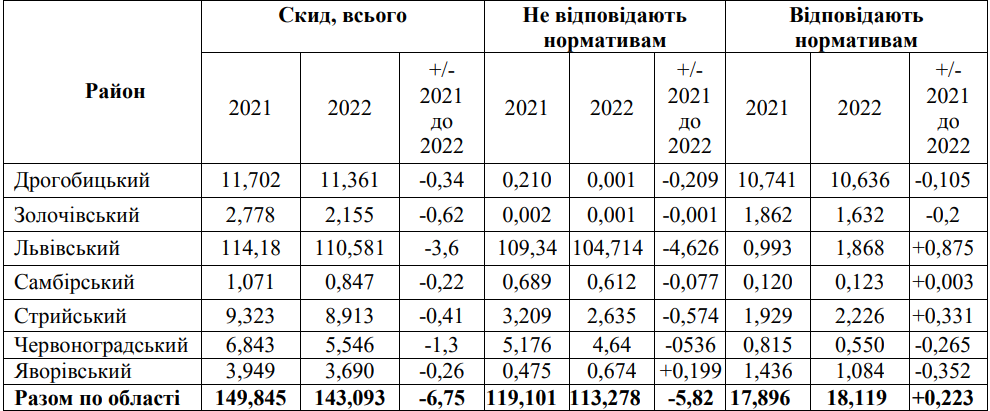 Район Скид, всього Не відповідають нормативам Відповідають нормативам
2021 2022 +/- 2021 до 2022 2021 2022 +/- 2021 до 2022 2021 2022 +/- 2021 до 2022
Дрогобицький 11,702 11,361 -0,34 0,210 0,001 -0,209 10,741 10,636 -0,105
Золочівський 2,778 2,155 -0,62 0,002 0,001 -0,001 1,862 1,632 -0,2
Львівський 114,18 110,581 -3,6 109,34 104,714 -4,626 0,993 1,868 +0,875
Самбірський 1,071 0,847 -0,22 0,689 0,612 -0,077 0,120 0,123 +0,003
Стрийський 9,323 8,913 -0,41 3,209 2,635 -0,574 1,929 2,226 +0,331
Червоноградський 6,843 5,546 -1,3 5,176 4,64 -0536 0,815 0,550 -0,265
Яворівський 3,949 3,690 -0,26 0,475 0,674 +0,199 1,436 1,084 -0,352
Разом по області 149,845 143,093 -6,75 119,101 113,278 -5,82 17,896 18,119 +0,223